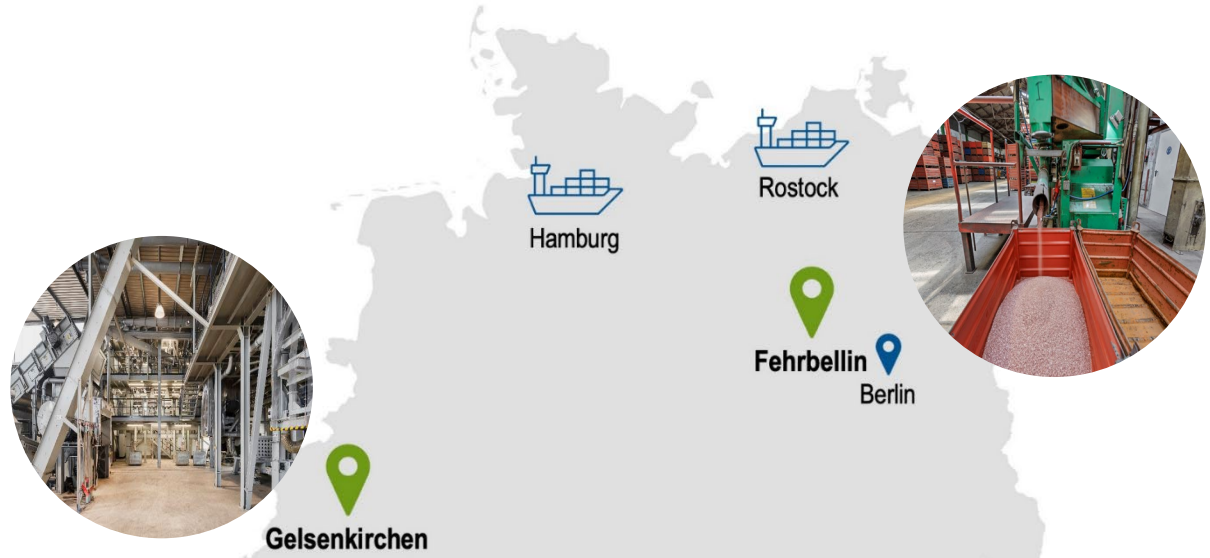 Rostock
Hamburg
Fehrbellin
Berlin
Gelsenkirchen